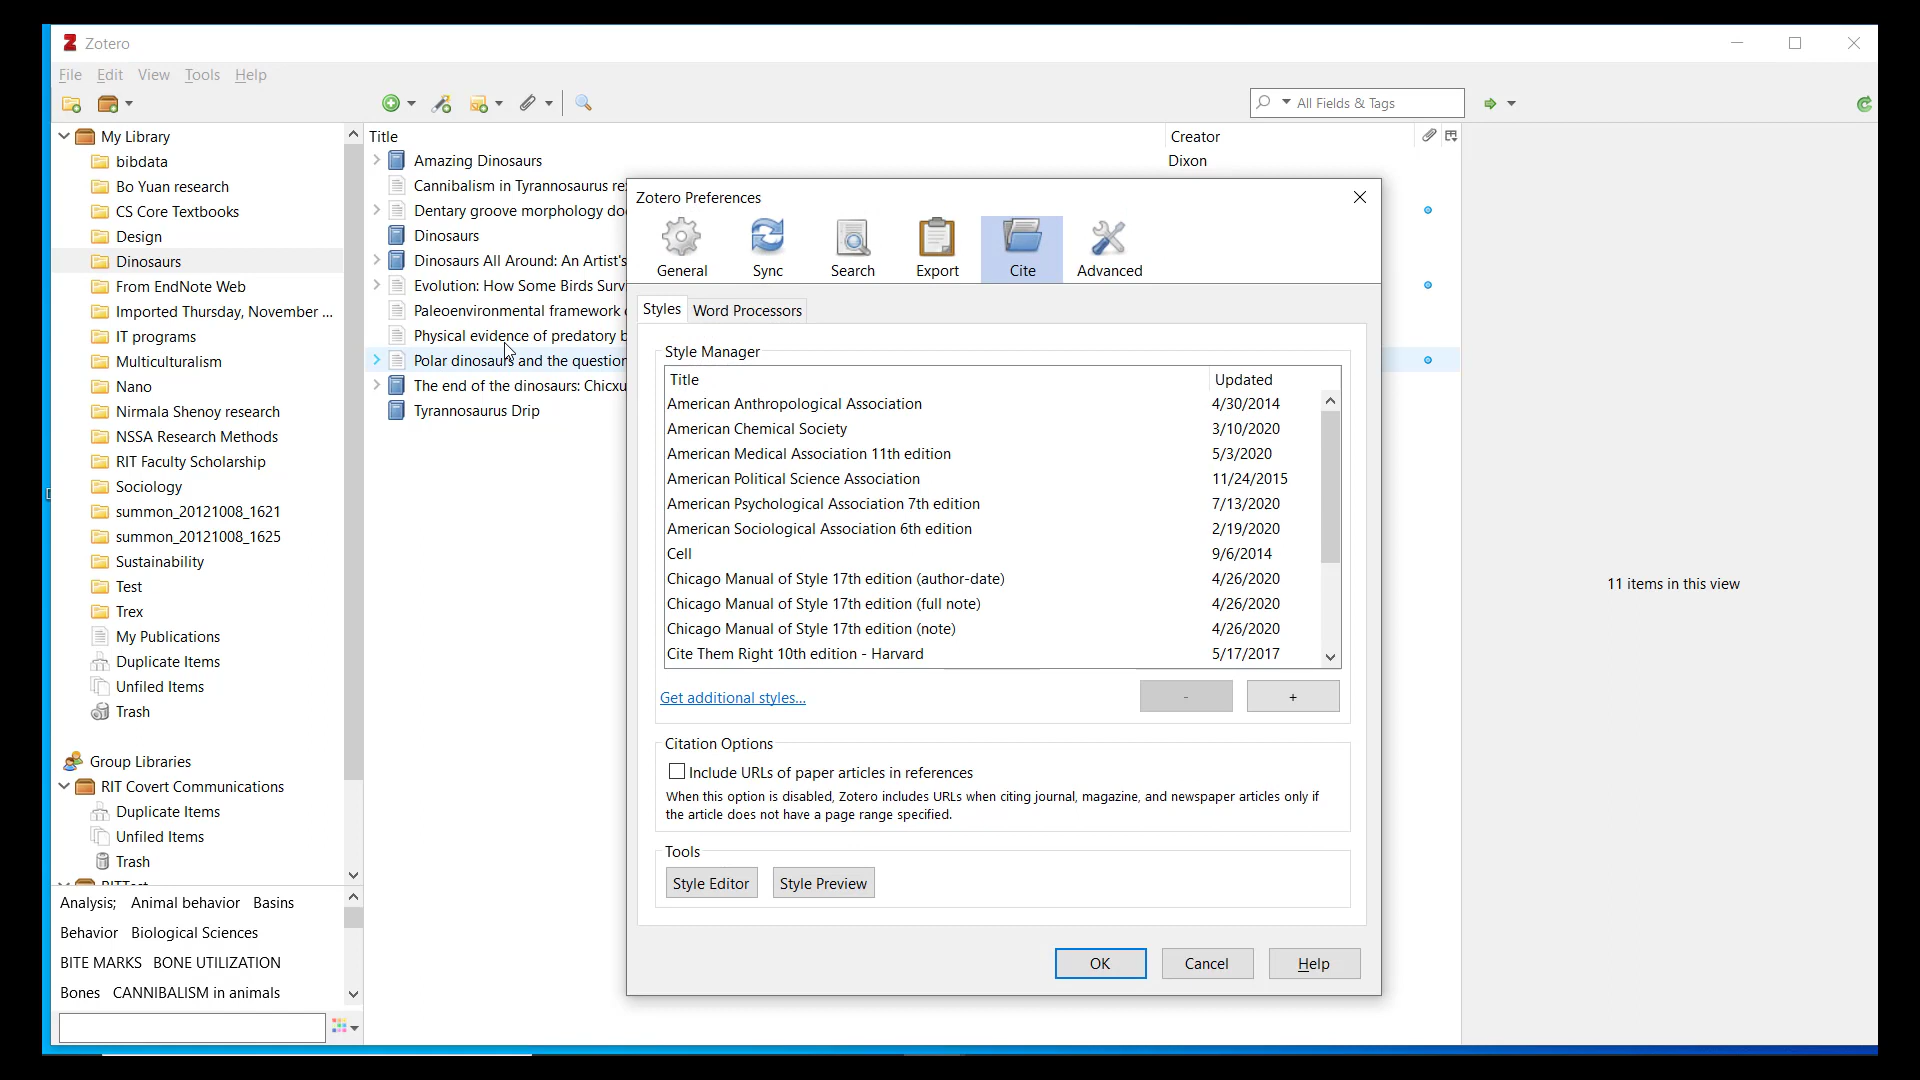 Zotero
File Edit View Tools Help
All Fields & Tags
My Library
bibdata
Bo Yuan research
CS Core Textbooks
Design
Dinosaurs
From EndNote Web
Imported Thursday, November ...
IT programs
Multiculturalism
Nano
Nirmala Shenoy research
NSSA Research Methods
RIT Faculty Scholarship
Sociology
summon_20121008_1621
summon_20121008_1625
Sustainability
Test
Trex
My Publications
Duplicate Items
Unfiled Items
Trash
Group Libraries
RIT Covert Communications
Duplicate Items
Unfiled Items
Trash
Analysis; Animal behavior Basins
Behavior Biological Sciences
BITE MARKS BONE UTILIZATION
Bones CANNIBALISM in animals
Title Creator
Amazing Dinosaurs Dixon
Cannibalism in Tyrannosaurus re
Dentary groove morphology do
Dinosaurs
Dinosaurs All Around: An Artist's
Evolution: How Some Birds Surv
Paleoenvironmental framework
Physical evidence of predatory b
Polar dinosaurs and the question
The end of the dinosaurs: Chicxu
Tyrannosaurus Drip
Zotero Preferences
General Sync Search Export Cite Advanced
Styles Word Processors
Style Manager
Title Updated
American Anthropological Association 4/30/2014
American Chemical Society 3/10/2020
American Medical Association 11th edition 5/3/2020
American Political Science Association 11/24/2015
American Psychological Association 7th edition 7/13/2020
American Sociological Association 6th edition 2/19/2020
Cell 9/6/2014
Chicago Manual of Style 17th edition (author-date) 4/26/2020
Chicago Manual of Style 17th edition (full note) 4/26/2020
Chicago Manual of Style 17th edition (note) 4/26/2020
Cite Them Right 10th edition - Harvard 5/17/2017
Get additional styles... - +
Citation Options
Include URLs of paper articles in references
When this option is disabled, Zotero includes URLs when citing journal, magazine, and newspaper articles only if
the article does not have a page range specified.
Tools
Style Editor Style Preview
OK Cancel Help
11 items in this view